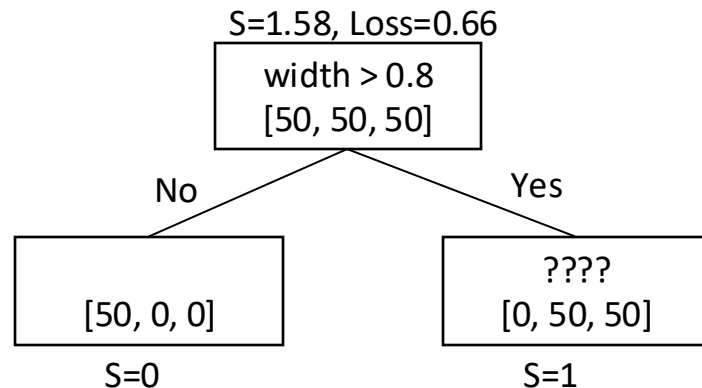 S=1.58, Loss=0.66
width > 0.8
[50, 50, 50]
No
Yes
[50, 0, 0]
????
[0, 50, 50]
S=0
S=1